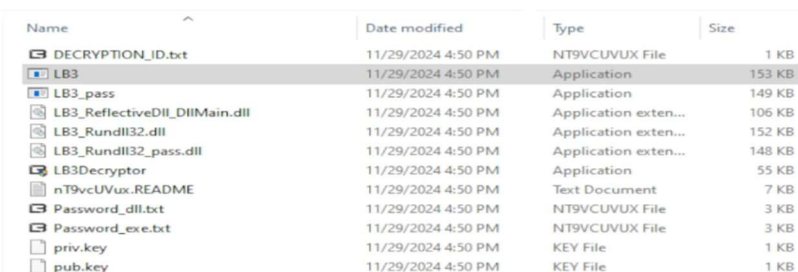 Name Date modified Type Size
DECRYPTION_ID.txt 11/29/2024 4:50 PM NT9VCUVUX File 1 KB
LB3 11/29/2024 4:50 PM Application 153 KB
LB3_pass 11/29/2024 4:50 PM Application 149 KB
LB3_ReflectiveDll_DllMain.dll 11/29/2024 4:50 PM Application exten... 106 KB
LB3_Rundll32.dll 11/29/2024 4:50 PM Application exten... 152 KB
LB3_Rundll32_pass.dll 11/29/2024 4:50 PM Application exten... 148 KB
LB3Decryptor 11/29/2024 4:50 PM Application 55 KB
nT9vcUVux.README 11/29/2024 4:50 PM Text Document 7 KB
Password_dll.txt 11/29/2024 4:50 PM NT9VCUVUX File 3 KB
Password_exe.txt 11/29/2024 4:50 PM NT9VCUVUX File 3 KB
priv.key 11/29/2024 4:50 PM KEY File 1 KB
pub.key 11/29/2024 4:50 PM KEY File 1 KB